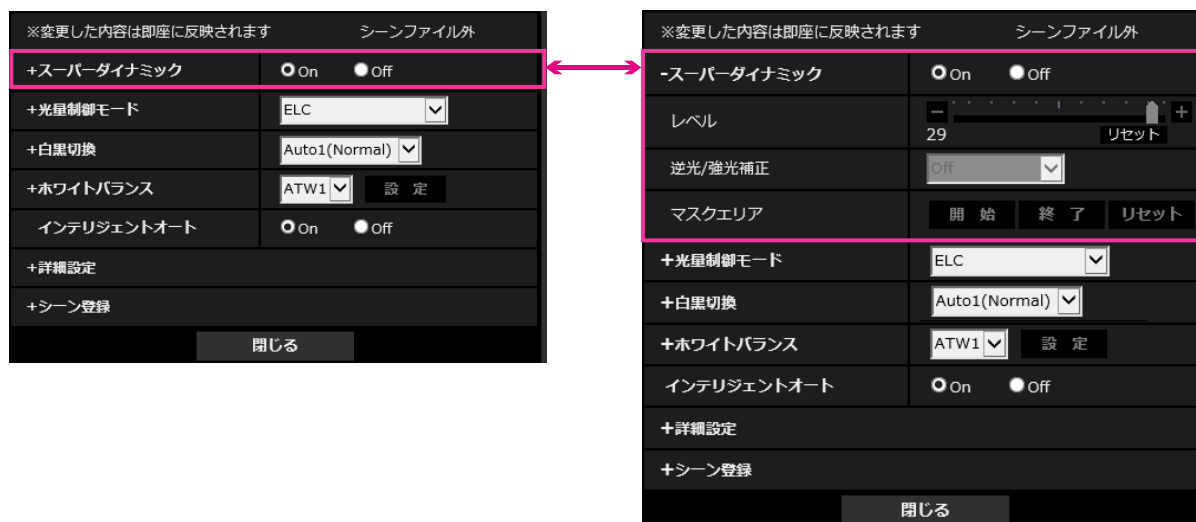 ※変更した内容は即座に反映されます シーンファイル外
+スーパーダイナミック On Off
+光量制御モード ELC
+白黒切換 Auto1(Normal)
+ホワイトバランス ATW1 設 定
インテリジェントオート On Off
+詳細設定
+シーン登録
閉じる
※変更した内容は即座に反映されます シーンファイル外
-スーパーダイナミック On Off
レベル - +
29 リセット
逆光/強光補正 Off
マスクエリア 開 始 終 了 リセット
+光量制御モード ELC
+白黒切換 Auto1(Normal)
+ホワイトバランス ATW1 設 定
インテリジェントオート On Off
+詳細設定
+シーン登録
閉じる